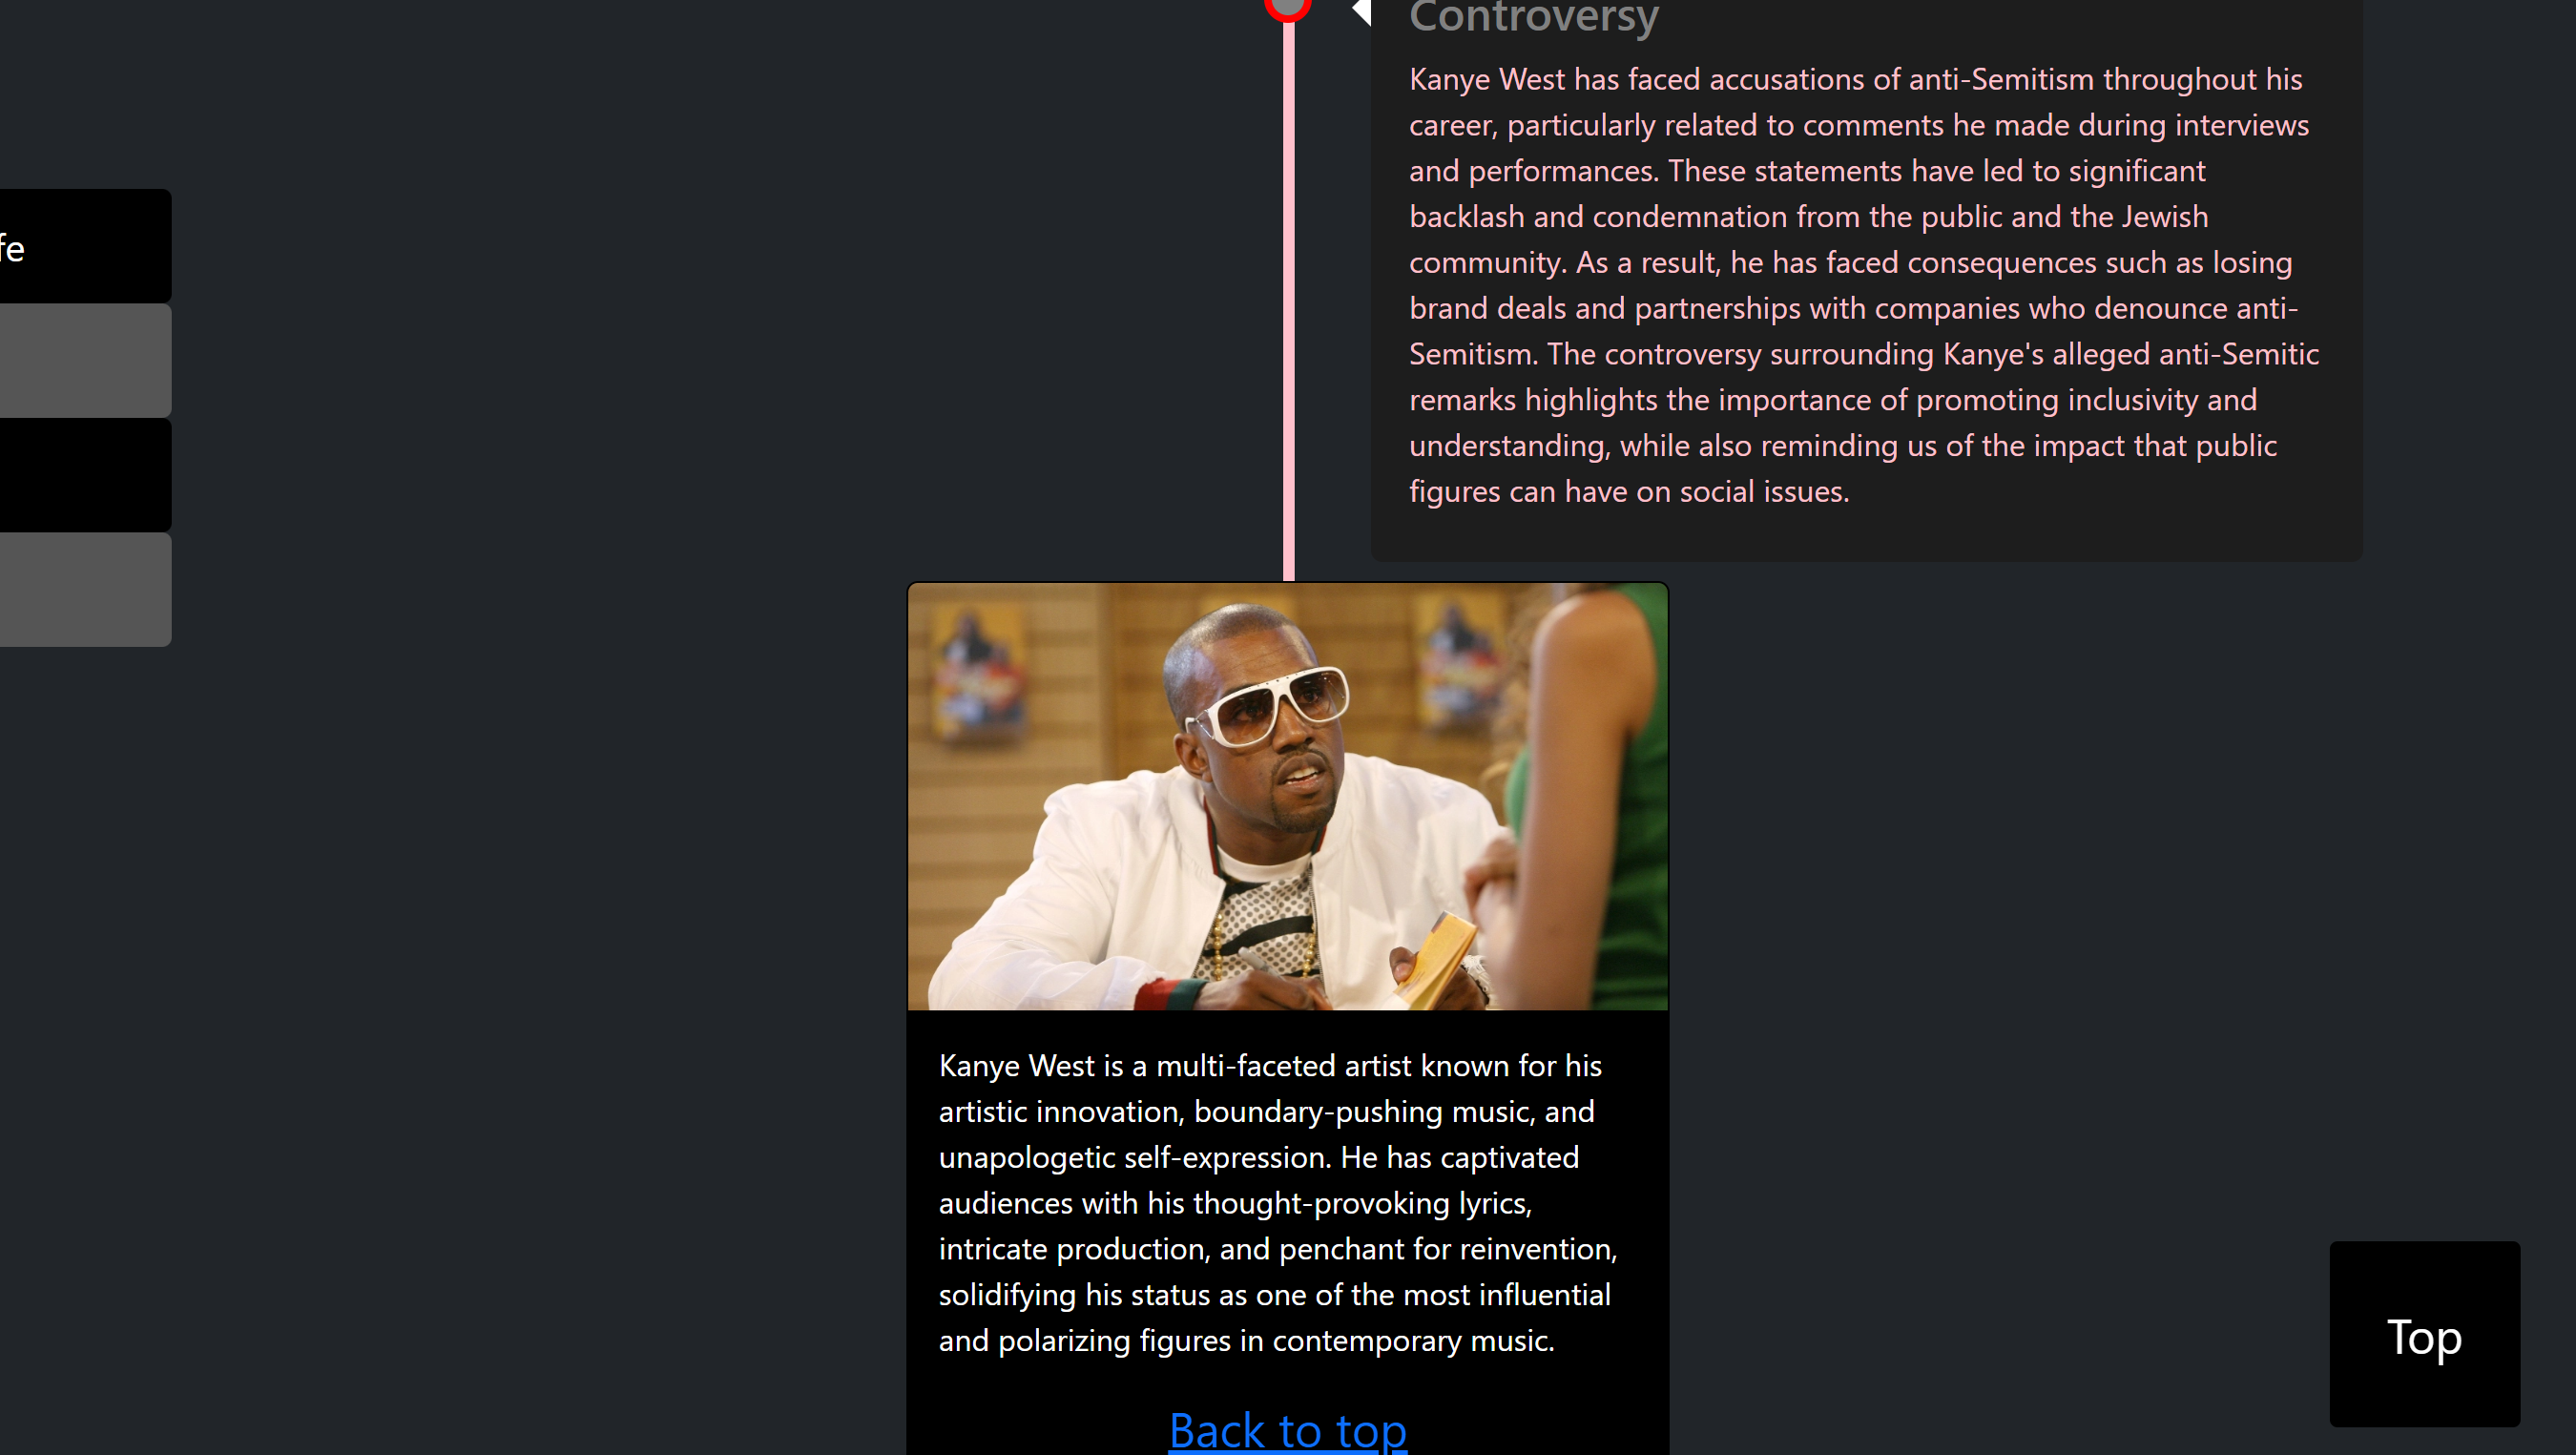 Controversy
Kanye West has faced accusations of anti-Semitism throughout his
career, particularly related to comments he made during interviews
and performances. These statements have led to significant
backlash and condemnation from the public and the Jewish
community. As a result, he has faced consequences such as losing
brand deals and partnerships with companies who denounce anti-
Semitism. The controversy surrounding Kanye's alleged anti-Semitic
remarks highlights the importance of promoting inclusivity and
understanding, while also reminding us of the impact that public
figures can have on social issues.
fe
Kanye West is a multi-faceted artist known for his
artistic innovation, boundary-pushing music, and
unapologetic self-expression. He has captivated
audiences with his thought-provoking lyrics,
intricate production, and penchant for reinvention,
solidifying his status as one of the most influential
and polarizing figures in contemporary music.
Back to top
Top